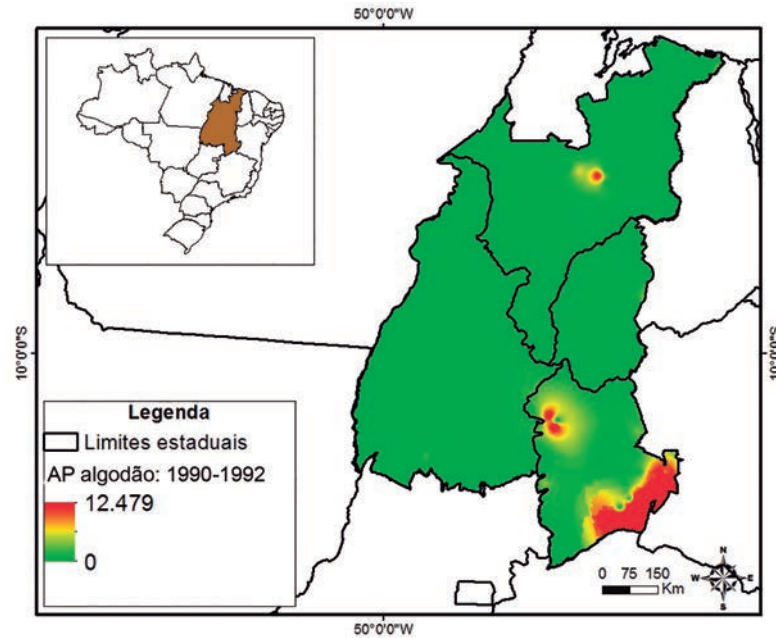 50°0'0"W
10°0'0"S
10°0'0"S
Legenda
Limites estaduais
AP algodão: 1990-1992
12.479
0
N
W E
S
0 75 150
Km
50°0'0"W